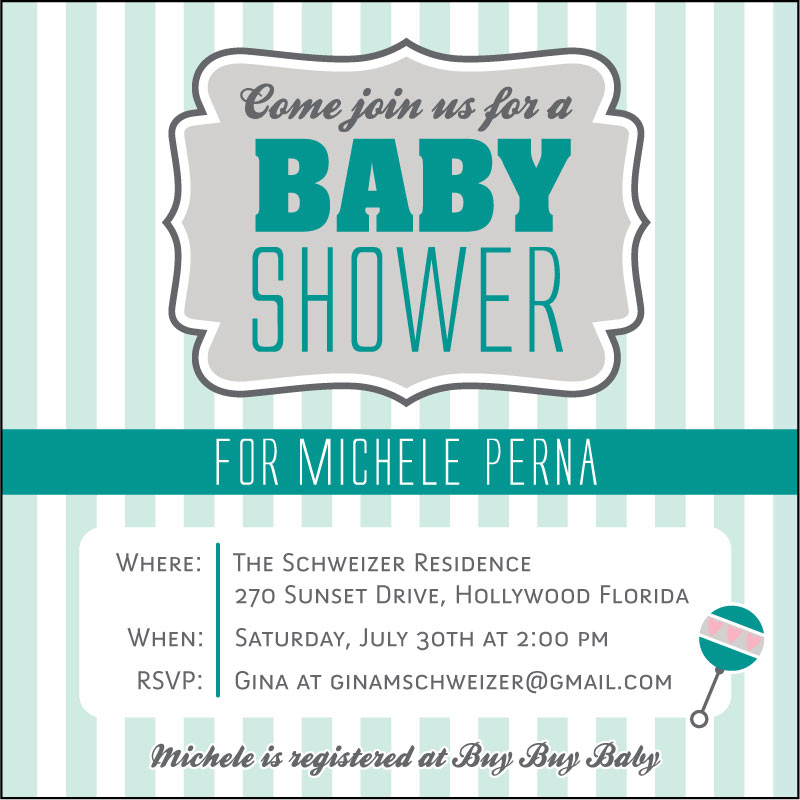 Come join us for a
BABY
SHOWER
FOR MICHELE PERNA
WHERE: THE SCHWEIZER RESIDENCE
270 SUNSET DRIVE, HOLLYWOOD FLORIDA
WHEN: SATURDAY, JULY 30TH AT 2:00 PM
RSVP: GINA AT GINAMSCHWEIZER@GMAIL.COM
Michele is registered at Buy Buy Baby